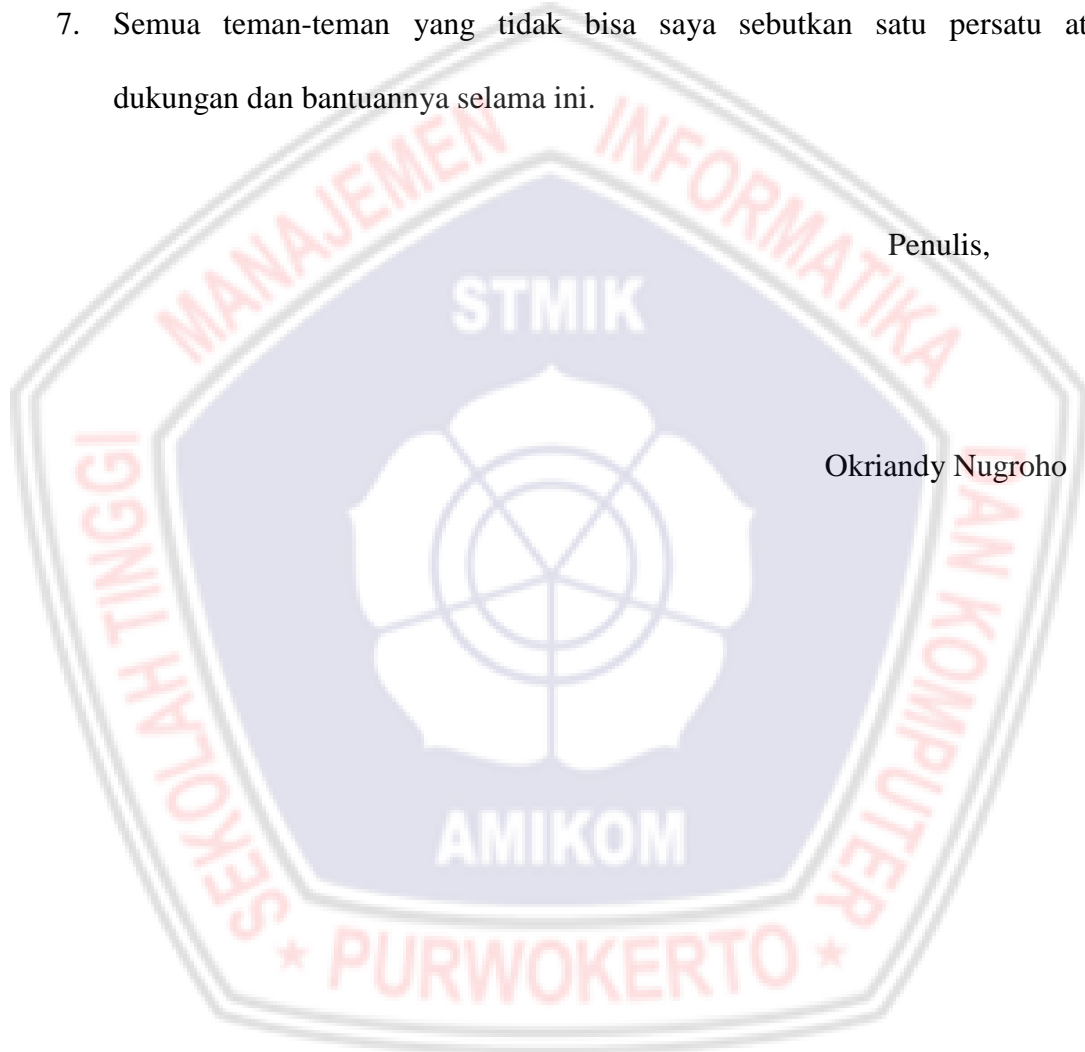 7. Semua teman-teman yang tidak bisa saya sebutkan satu persatu at
dukungan dan bantuannya selama ini.
Penulis,
Okriandy Nugroho
SEKOLAH TINGGI MANAJEMEN INFORMATIKA DAN KOMPUTER
STMIK
AMIKOM
* PURWOKERTO *